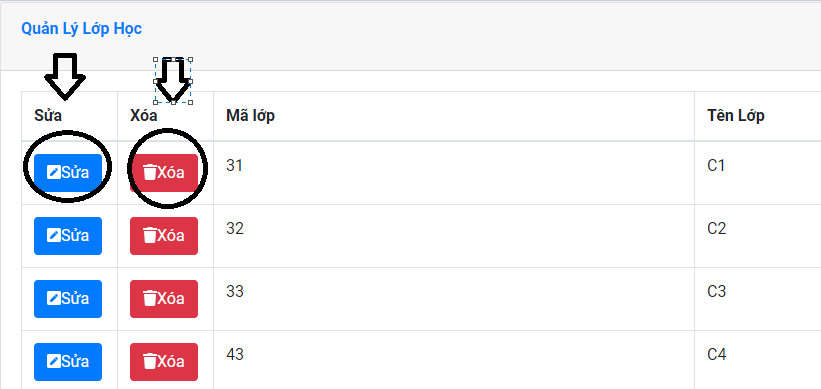 Quản Lý Lớp Học
Sửa Xóa Mã lớp Tên Lớp
Sửa Xóa 31 C1
Sửa Xóa 32 C2
Sửa Xóa 33 C3
Sửa Xóa 43 C4